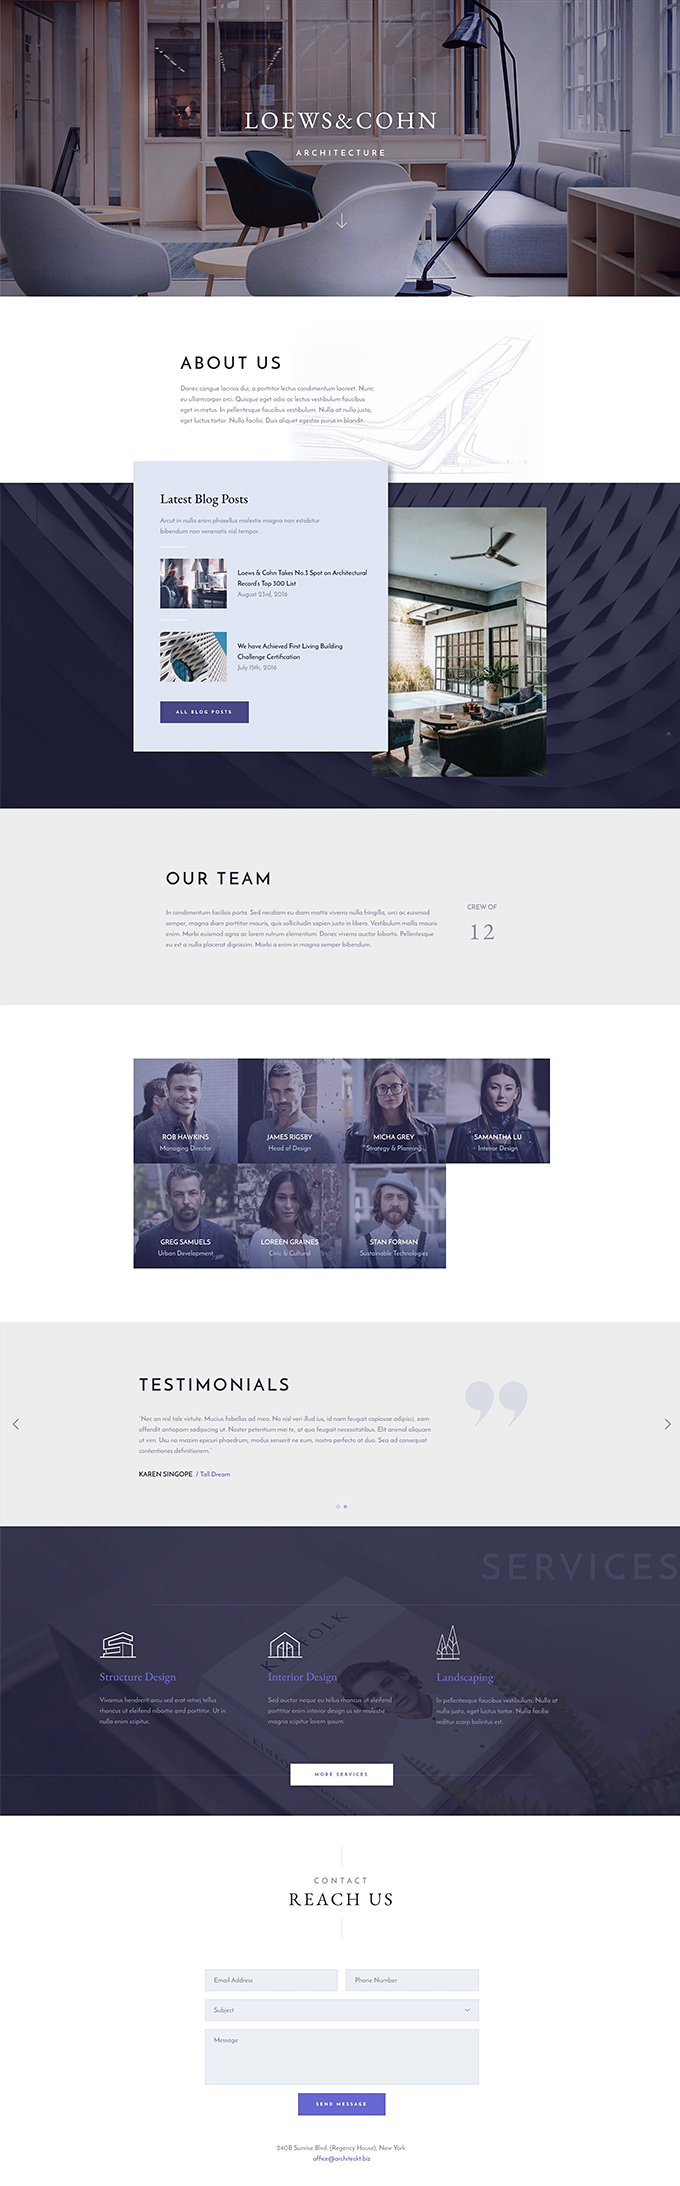 LOEWS&COHN
ARCHITECTURE
ABOUT US
Donec congue lacinia dui, a porttitor lectus condimentum laoreet. Nunc
eu ullamcorper orci. Quisque eget odio ac lectus vestibulum faucibus
eget in metus. In pellentesque faucibus vestibulum. Nulla at nulla justo,
eget luctus tortor. Nulla facilisi. Duis aliquet egestas purus in blandit.
Latest Blog Posts
Arcut in nulla enim phasellus molestie magna non estabitur
bibendum non venenatis nisl tempor.
Loews & Cohn Takes No.3 Spot on Architectural
Record's Top 300 List
August 23rd, 2016
We have Achieved First Living Building
Challenge Certification
July 15th, 2016
ALL BLOG POSTS
OUR TEAM
In condimentum facilisis porta. Sed necdiam eu diam mattis viverra nulla fringilla, orci ac euismod
semper, magna diam porttitor mauris, quis sollicitudin sapien justo in libero. Vestibulum mollis mauris
enim. Morbi euismod agna ac lorem rutrum elementum. Donec viverra auctor lobortis. Pellentesque
eu est a nulla placerat dignissim. Morbi a enim in magna semper bibendum.
CREW OF
12
ROB HAWKINS
Managing Director
JAMES RIGSBY
Head of Design
MICHA GREY
Strategy & Planning
SAMANTHA LU
Interior Design
GREG SAMUELS
Urban Development
LOREEN GRAINES
Civic & Cultural
STAN FORMAN
Sustainable Technologies
TESTIMONIALS
"Nec an nisl tale virtute. Mucius fabellas ad mea. No nisl veri illud ius, id nam feugait copiosae adipisci, eam
offendit antiopam sadipscing ut. Noster petentium mei te, at quo feugait necessitatibus. Elit animal aliquam
ut vim. Usu no mazim epicuri phaedrum, modus senserit ne eum, nostro perfecto at duo. Sea ad consequat
contentiones definitionem."
KAREN SINGOPE / Tall Dream
SERVICES
KINFOLK
Structure Design
Vivamus hendrerit arcu sed erat retorj tellus
rhoncus ut eleifend nibortie and porttitor. Ut in
nulla enim scipitur.
Interior Design
Sed auctor neque eu tellus rhoncus ut eleifend
porttitor enim interior design us ser molestie
magna scipitur lorem ipsum.
Landscaping
In pellentesque faucibus vestibulum. Nulla at
nulla justo, eget luctus tortor. Nulla facilisi
reditur scorp bolintus est.
KINFOLK
MORE SERVICES
CONTACT
REACH US
Email Address
Phone Number
Subject
Message
SEND MESSAGE
240B Sunrise Blvd. (Regency House), New York
office@architeckt.biz